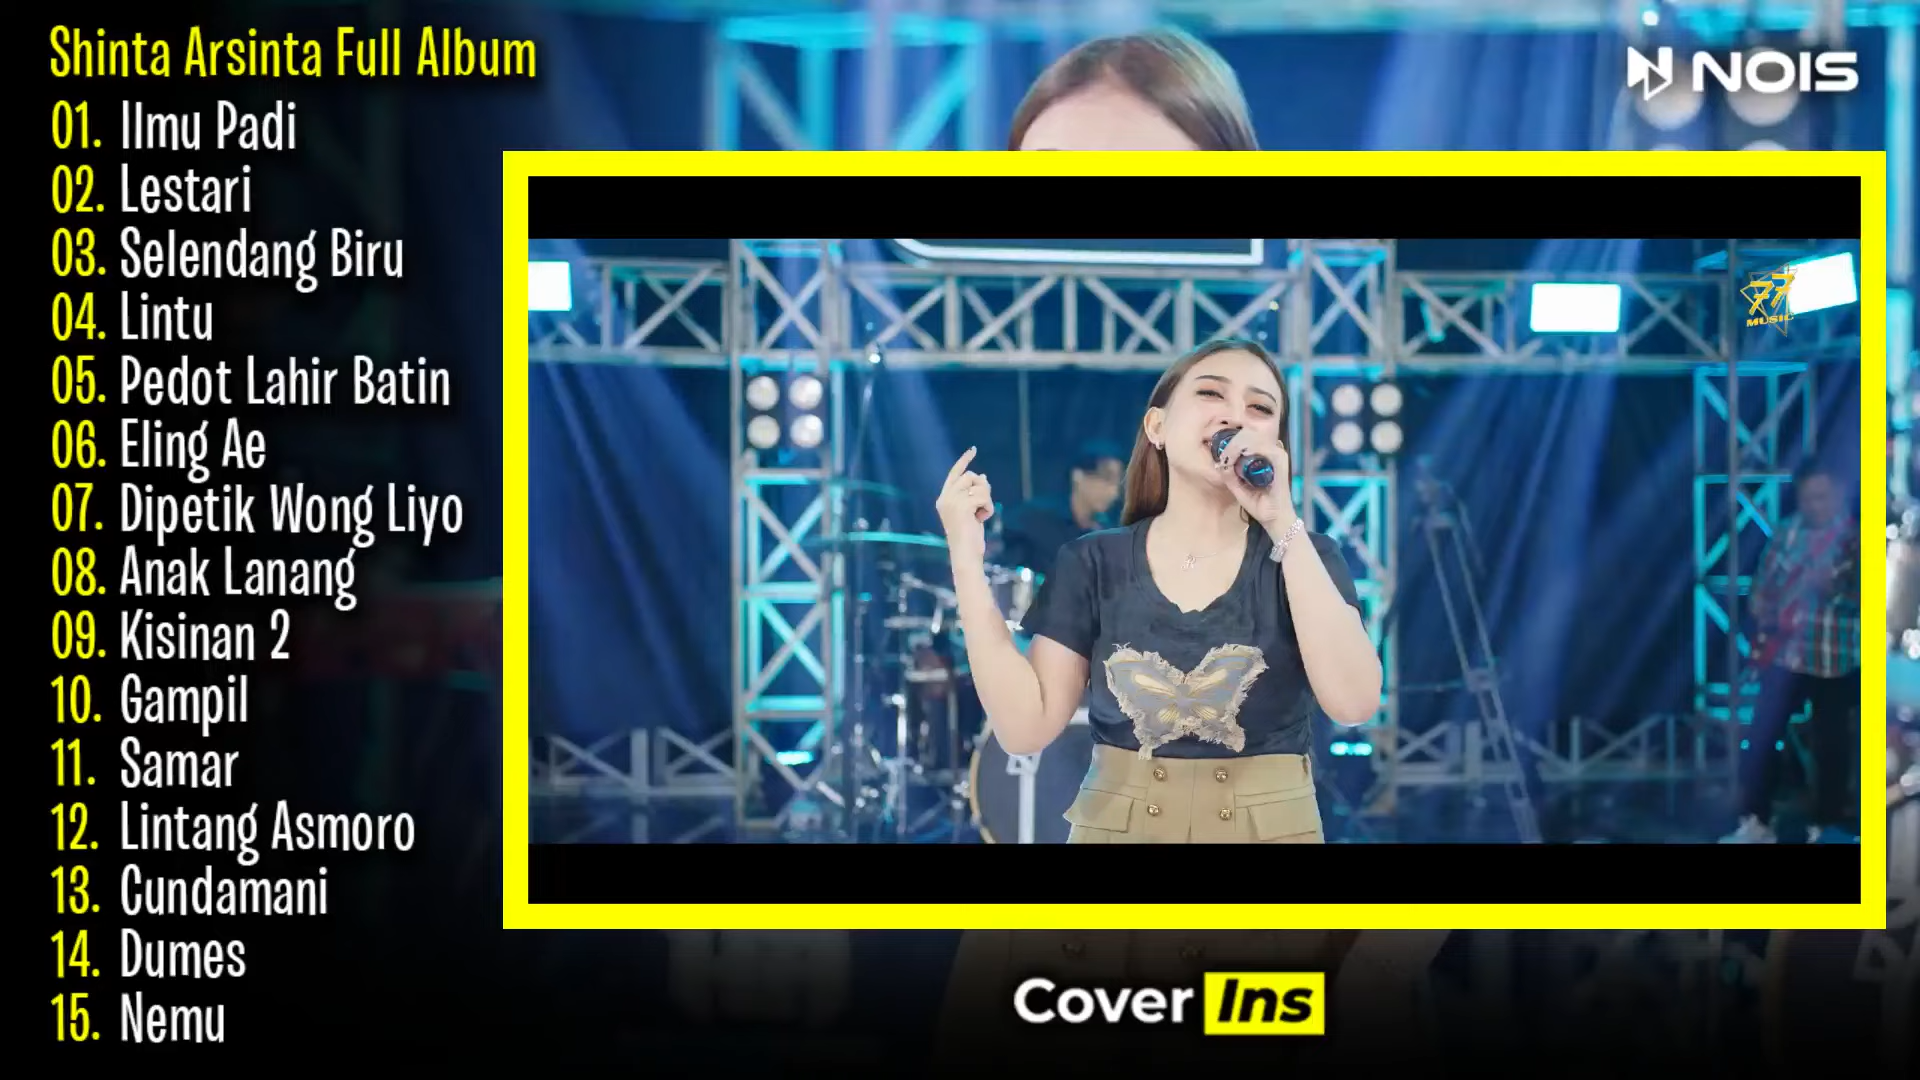 Shinta Arsinta Full Album
01. Ilmu Padi
02. Lestari
03. Selendang Biru
04. Lintu
05. Pedot Lahir Batin
06. Eling Ae
07. Dipetik Wong Liyo
08. Anak Lanang
09. Kisinan 2
10. Gampil
11. Samar
12. Lintang Asmoro
13. Cundamani
14. Dumes
15. Nemu
NOIS
77
MUSIC
Cover Ins